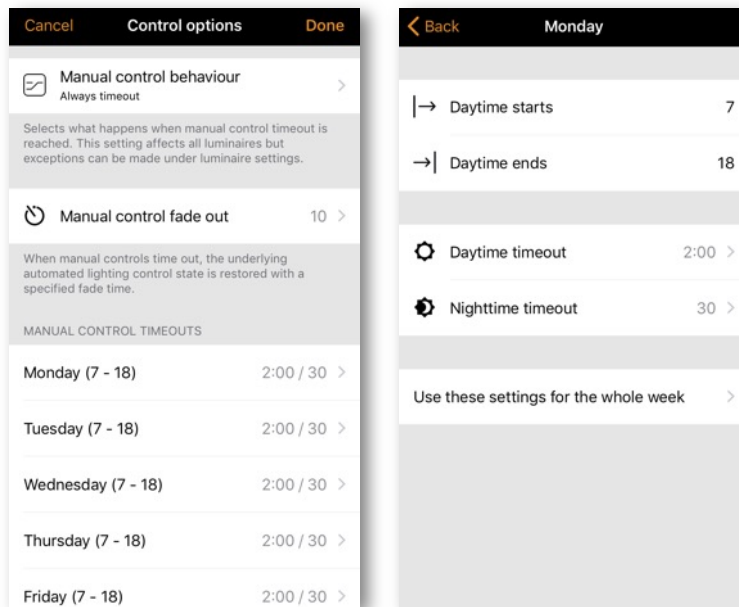 Cancel Control options Done
Manual control behaviour
Always timeout
Selects what happens when manual control timeout is
reached. This setting affects all luminaires but
exceptions can be made under luminaire settings.
Manual control fade out 10
When manual controls time out, the underlying
automated lighting control state is restored with a
specified fade time.
MANUAL CONTROL TIMEOUTS
Monday (7 - 18) 2:00 / 30
Tuesday (7 - 18) 2:00 / 30
Wednesday (7 - 18) 2:00 / 30
Thursday (7 - 18) 2:00 / 30
Friday (7 - 18) 2:00 / 30
Back Monday
Daytime starts 7
Daytime ends 18
Daytime timeout 2:00
Nighttime timeout 30
Use these settings for the whole week